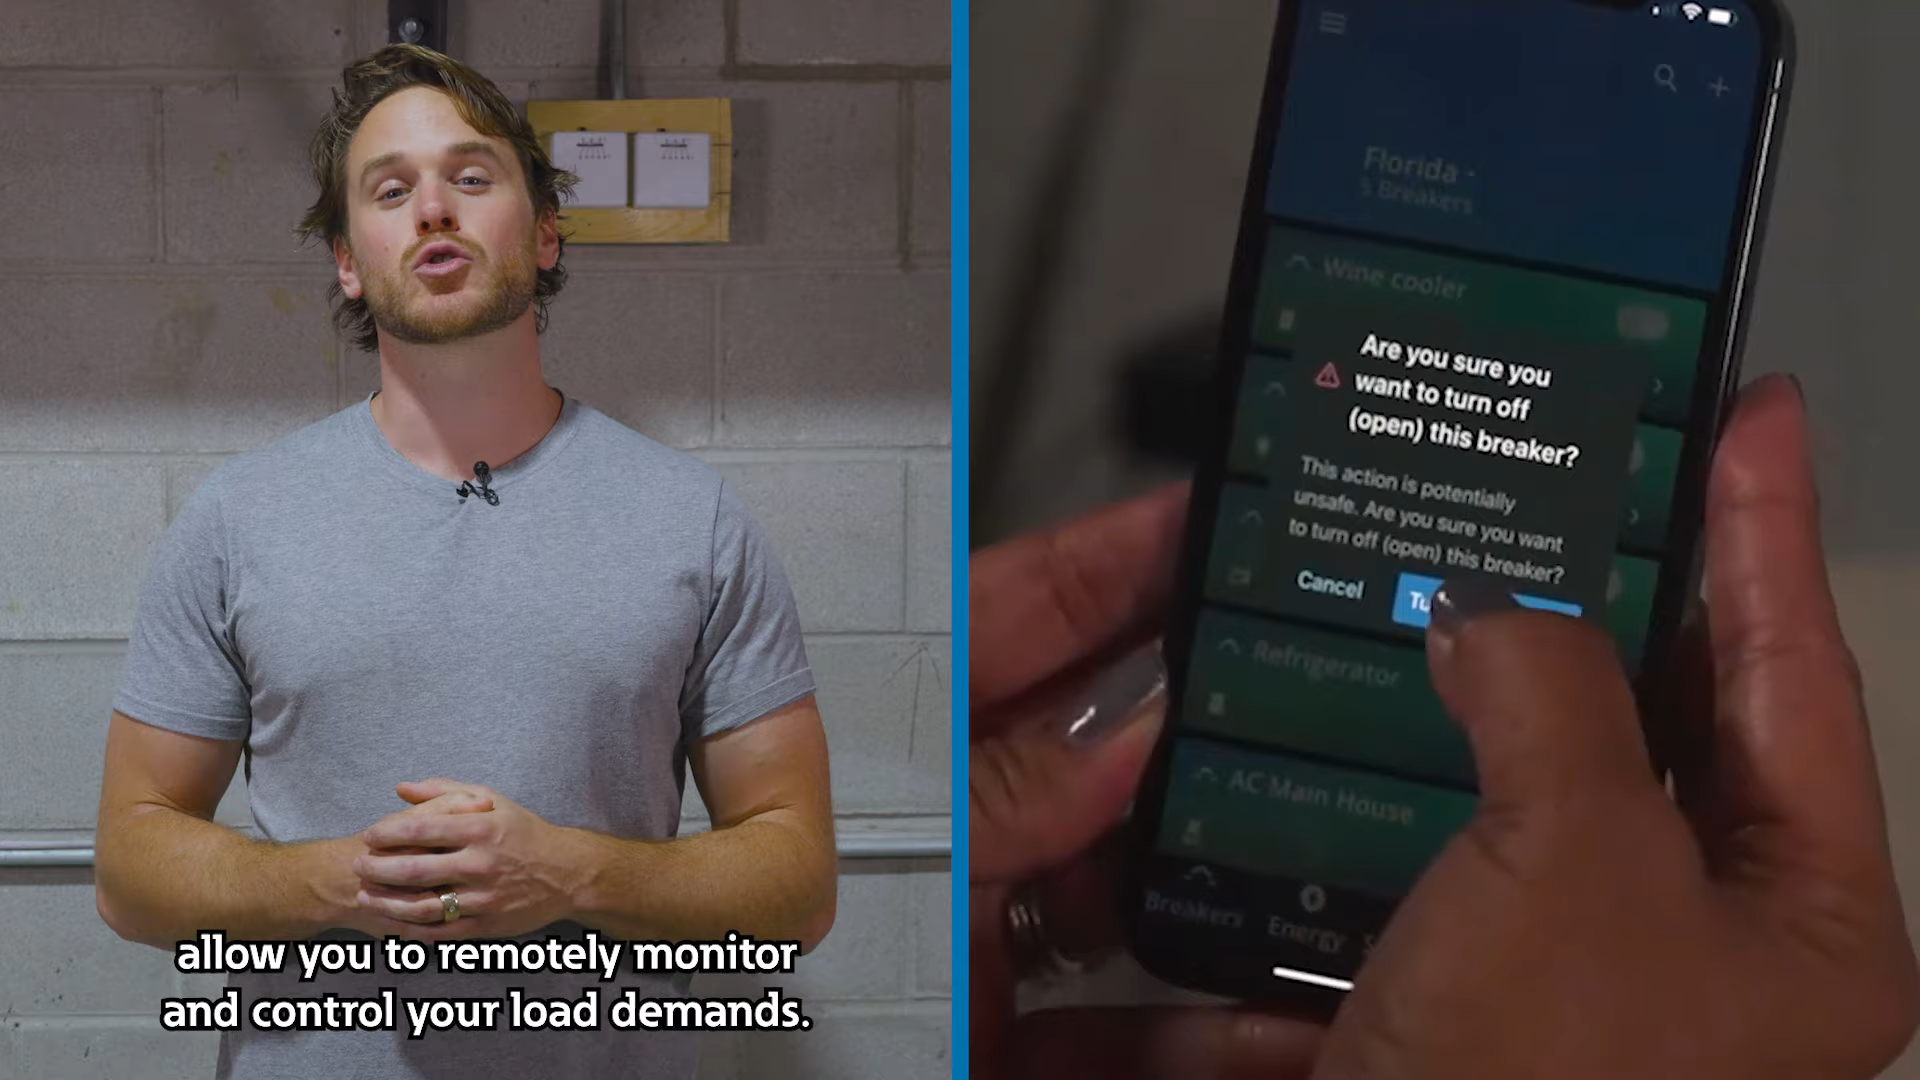 allow you to remotely monitor
and control your load demands.
Florida
5 Breakers
Wine cooler
Are you sure you
want to turn off
(open) this breaker?
This action is potentially
unsafe. Are you sure you want
to turn off (open) this breaker?
Cancel
Refrigerator
AC Main House
Breakers
Energy